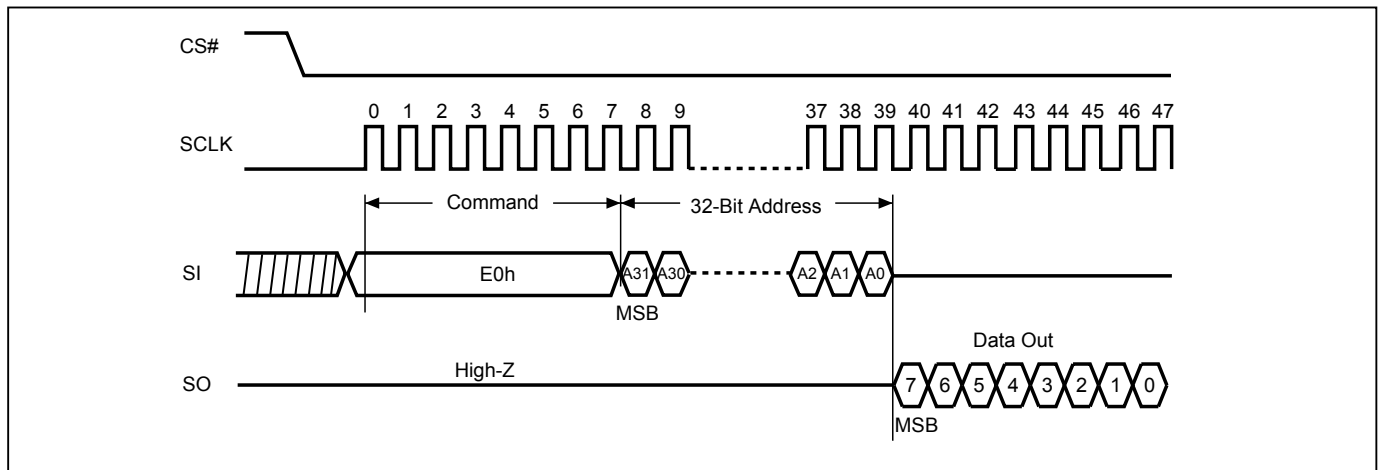 CS#
0 1 2 3 4 5 6 7 8 9 37 38 39 40 41 42 43 44 45 46 47
SCLK
Command 32-Bit Address
SI E0h A31 A30 A2 A1 A0
MSB
Data Out
High-Z
SO 7 6 5 4 3 2 1 0
MSB